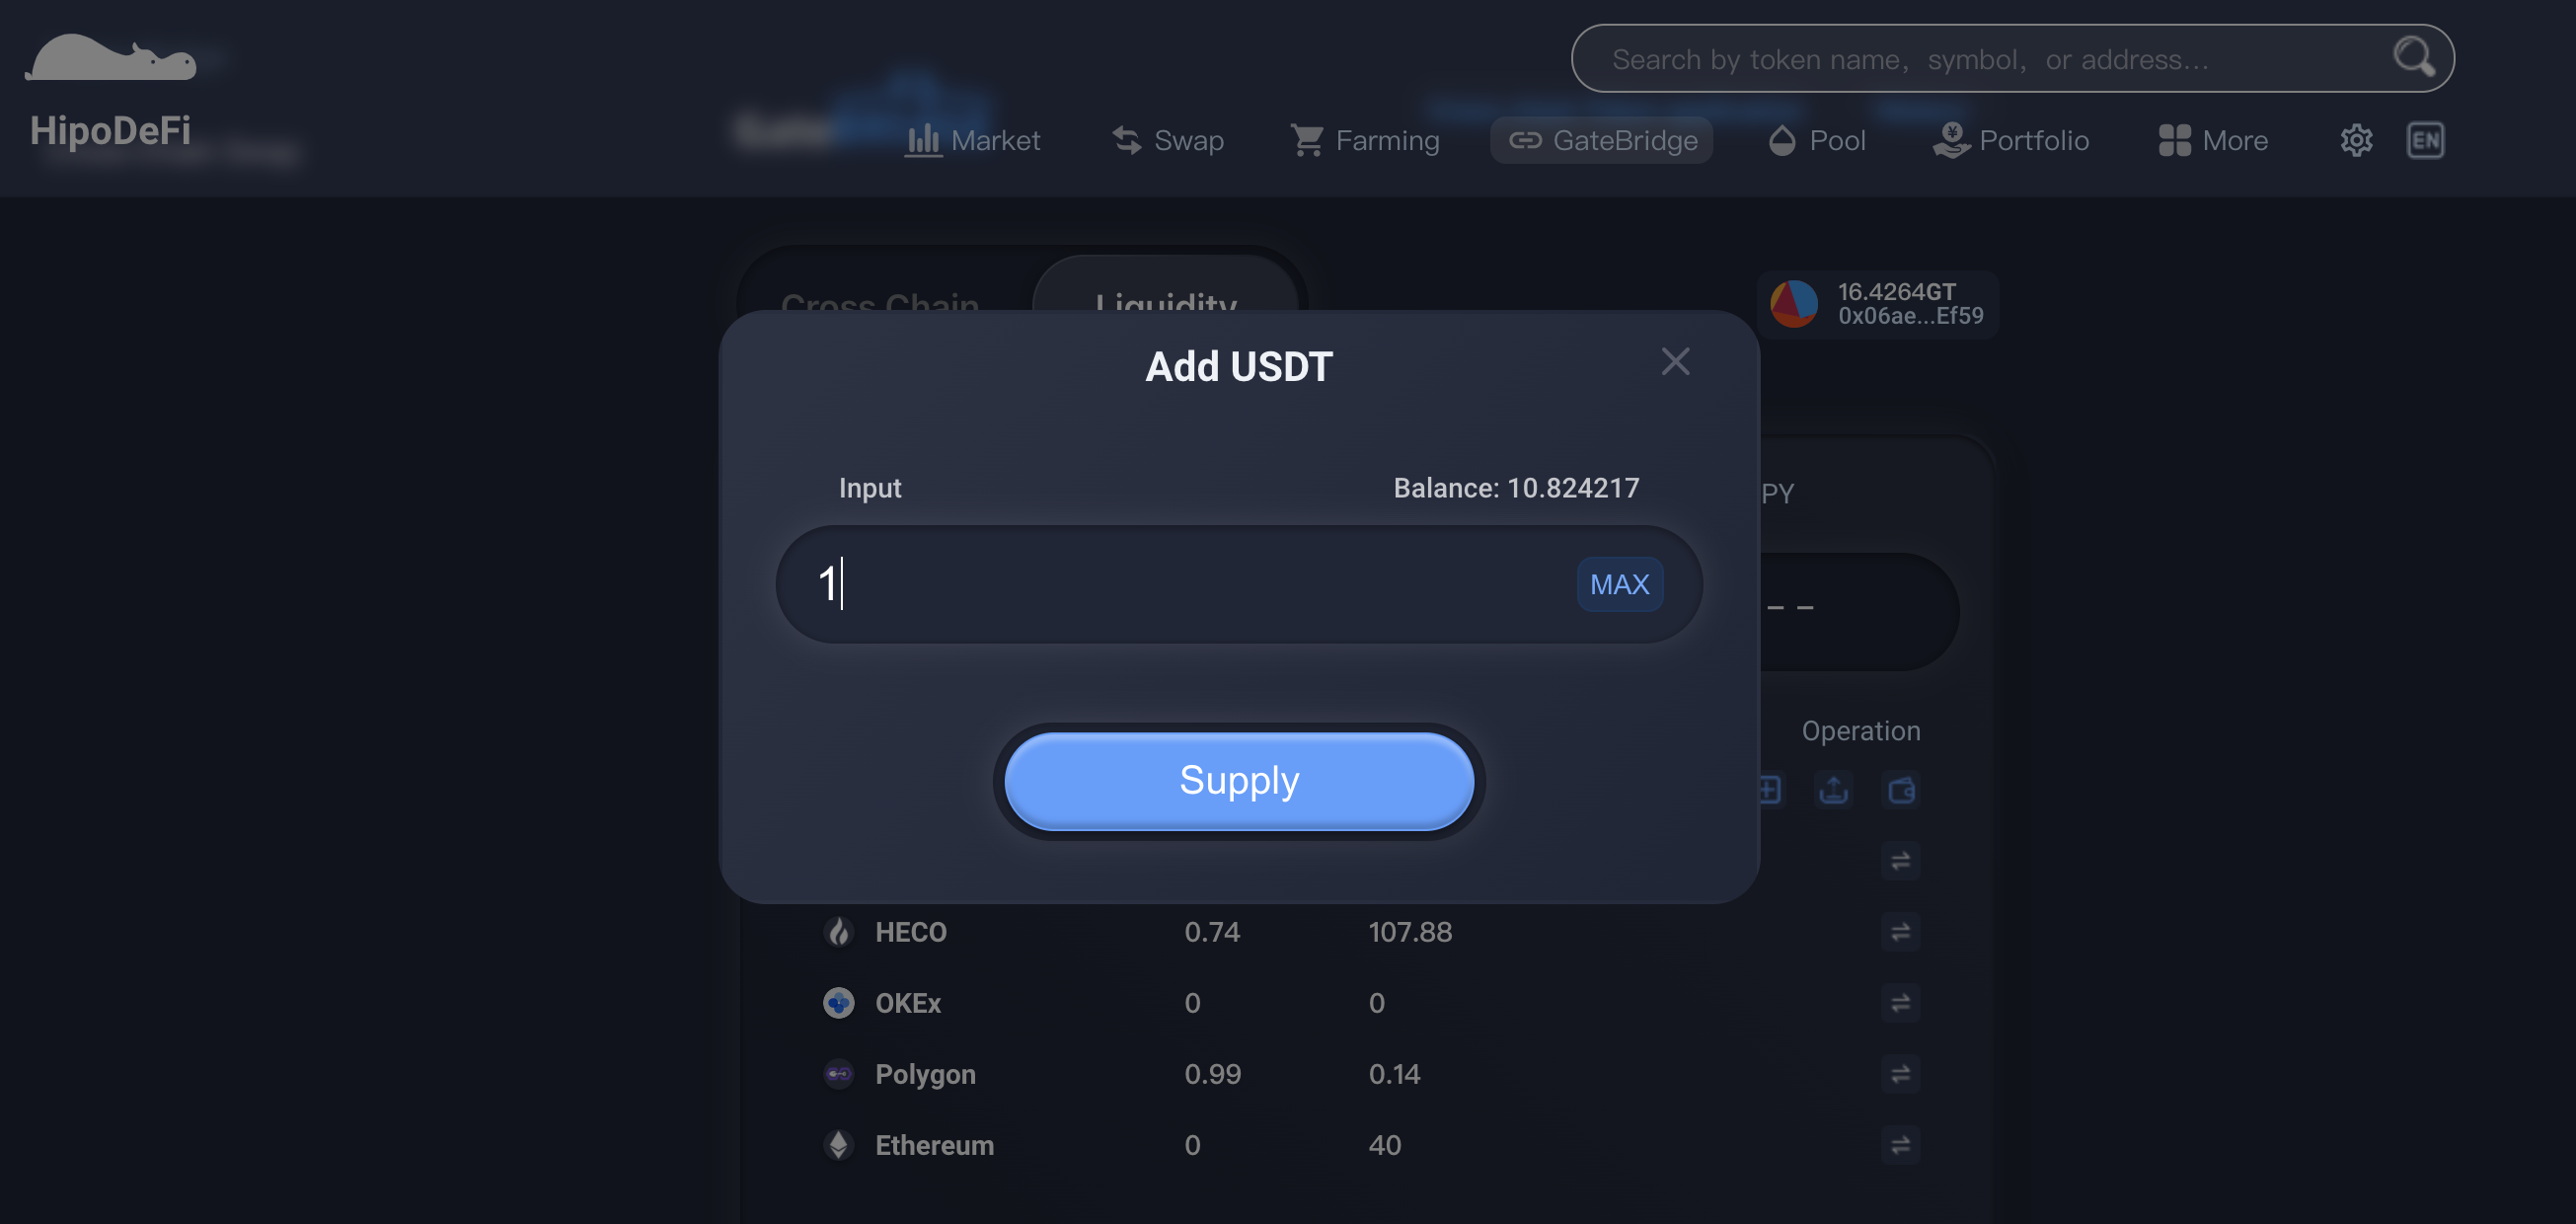 Search by token name, symbol, or address...
HipoDeFi
Market
Swap
Farming
GateBridge
Pool
Portfolio
More
EN
Cross Chain
Liquidity
16.4264GT
0x06ae...Ef59
Add USDT
Input
Balance: 10.824217
PY
1
MAX
--
Supply
Operation
HECO 0.74 107.88
OKEx 0 0
Polygon 0.99 0.14
Ethereum 0 40